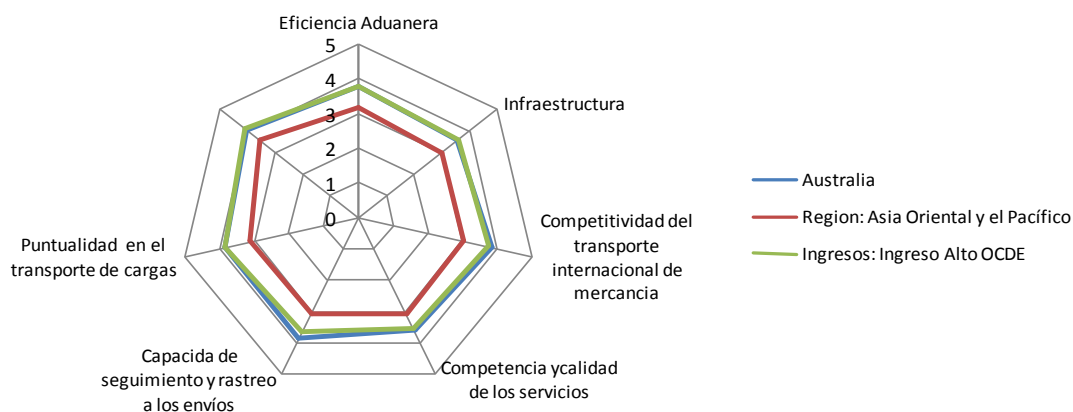 Eficiencia Aduanera
5
4
3
2
1
0
Infraestructura
Competitividad del
transporte
internacional de
mercancia
Competencia ycalidad
de los servicios
Capacida de
seguimiento y rastreo
a los envíos
Puntualidad en el
transporte de cargas
Australia
Region: Asia Oriental y el Pacífico
Ingresos: Ingreso Alto OCDE